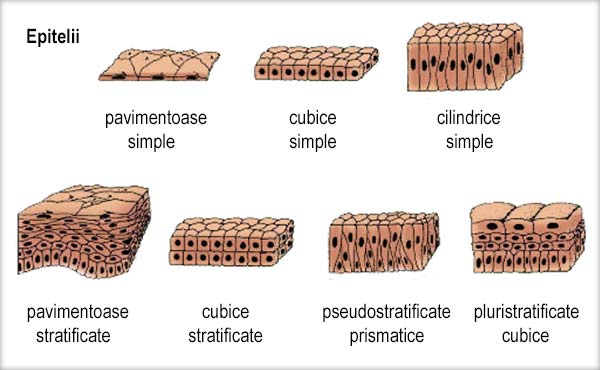 Epitelii
pavimentoase
simple
cubice
simple
cilindrice
simple
pavimentoase
stratificate
cubice
stratificate
pseudostratificate
prismatice
pluristratificate
cubice